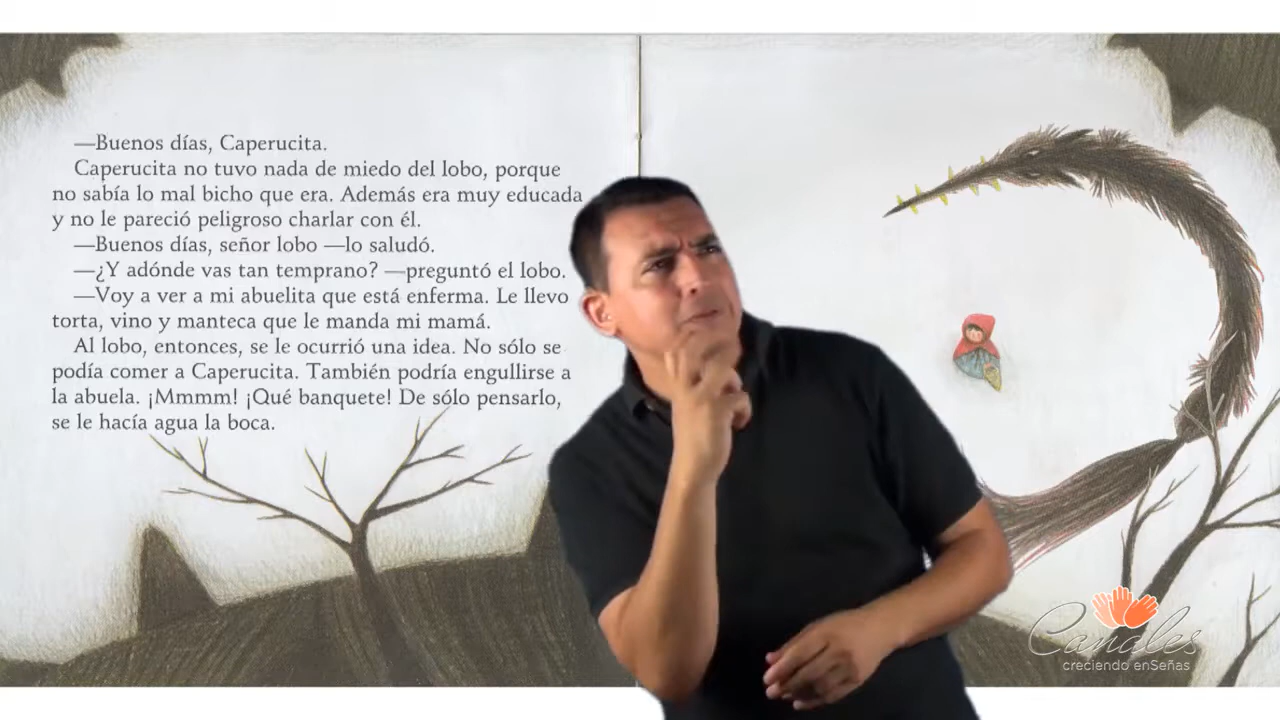 —Buenos días, Caperucita.
Caperucita no tuvo nada de miedo del lobo, porque
no sabía lo mal bicho que era. Además era muy educada
y no le pareció peligroso charlar con él.
—Buenos días, señor lobo —lo saludó.
—¿Y adónde vas tan temprano? —preguntó el lobo.
—Voy a ver a mi abuelita que está enferma. Le llevo
torta, vino y manteca que le manda mi mamá.
Al lobo, entonces, se le ocurrió una idea. No sólo se
podía comer a Caperucita. También podría engullirse a
la abuela. ¡Mmmm! ¡Qué banquete! De sólo pensarlo,
se le hacía agua la boca.
Canales
creciendo enSeñas